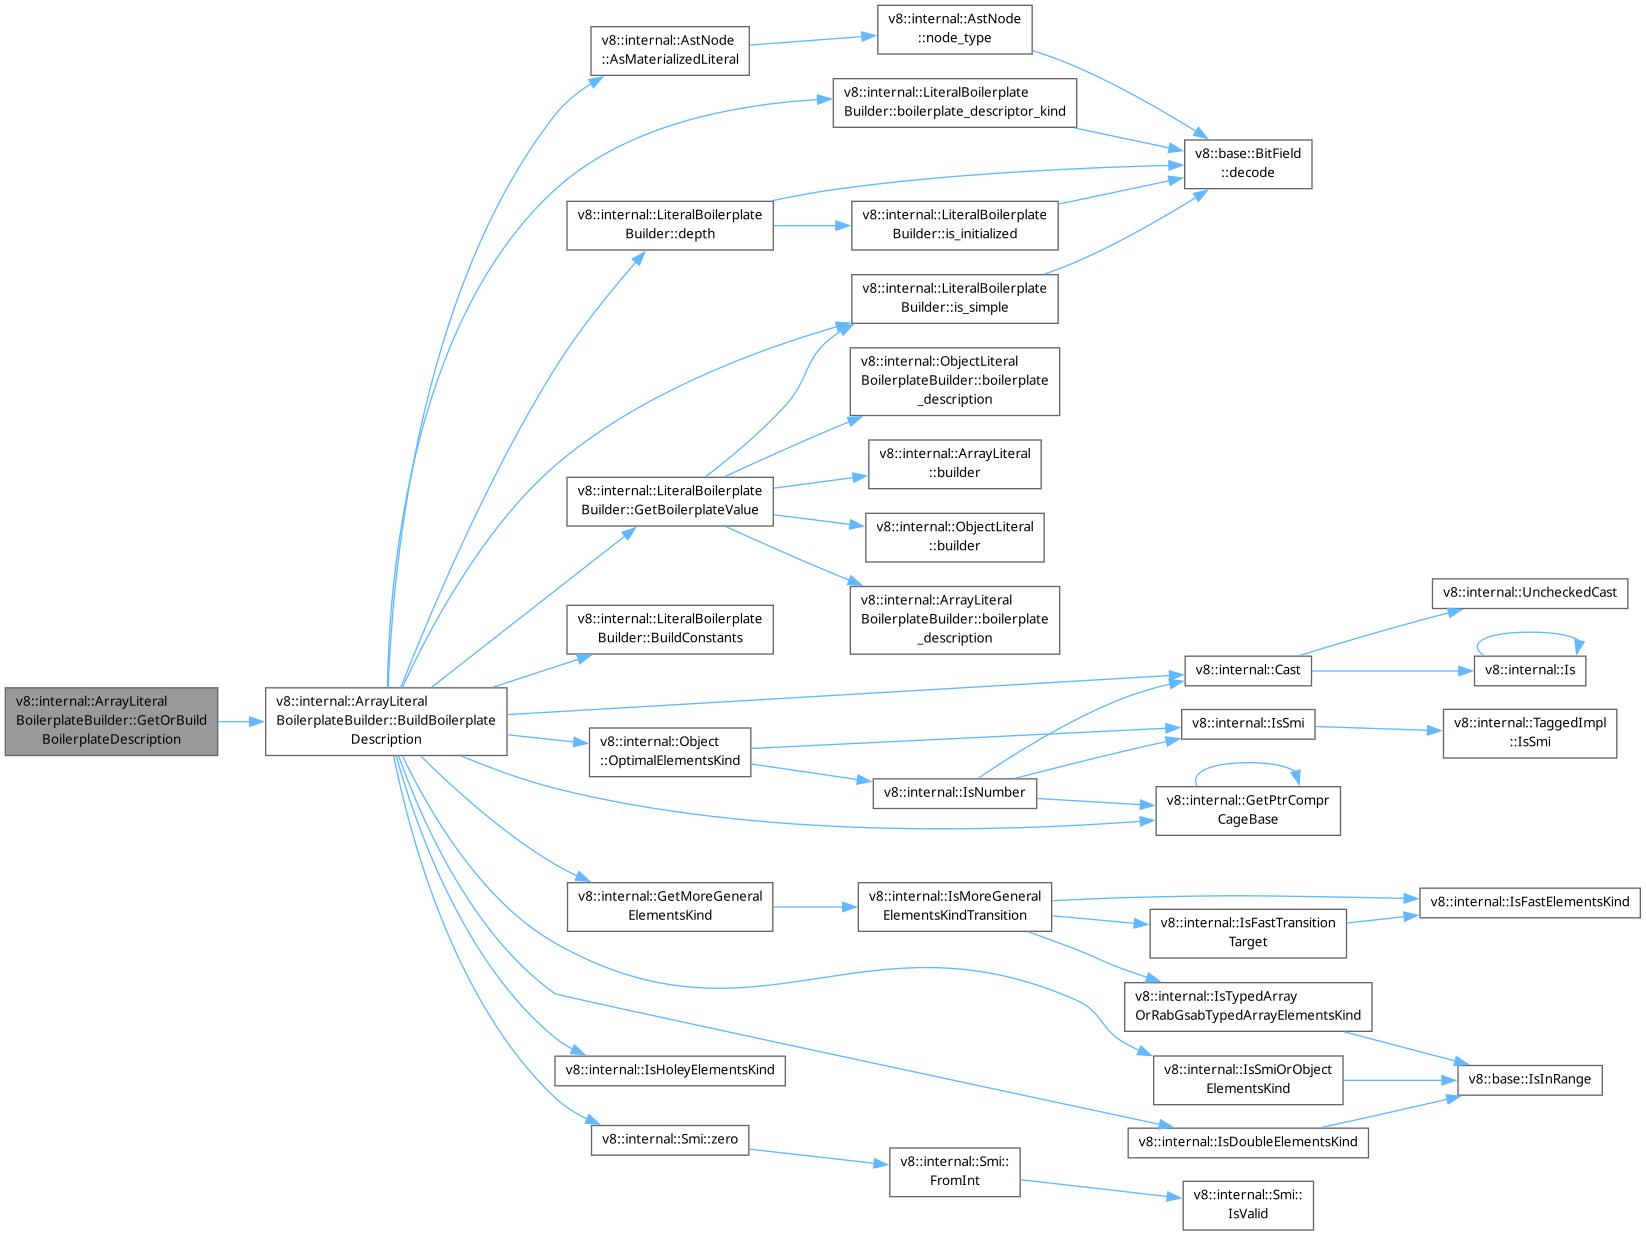 v8::internal::AstNode
::node_type
v8::internal::AstNode
::AsMaterializedLiteral
v8::internal::LiteralBoilerplate
Builder::boilerplate_descriptor_kind
v8::base::BitField
::decode
v8::internal::LiteralBoilerplate
Builder::depth
v8::internal::LiteralBoilerplate
Builder::is_initialized
v8::internal::LiteralBoilerplate
Builder::is_simple
v8::internal::ObjectLiteral
BoilerplateBuilder::boilerplate
_description
v8::internal::ArrayLiteral
::builder
v8::internal::LiteralBoilerplate
Builder::GetBoilerplateValue
v8::internal::ObjectLiteral
::builder
v8::internal::ArrayLiteral
BoilerplateBuilder::boilerplate
_description
v8::internal::UncheckedCast
v8::internal::LiteralBoilerplate
Builder::BuildConstants
v8::internal::Cast
v8::internal::Is
v8::internal::ArrayLiteral
BoilerplateBuilder::GetOrBuild
BoilerplateDescription
v8::internal::ArrayLiteral
BoilerplateBuilder::BuildBoilerplate
Description
v8::internal::IsSmi
v8::internal::TaggedImpl
::IsSmi
v8::internal::Object
::OptimalElementsKind
v8::internal::IsNumber
v8::internal::GetPtrCompr
CageBase
v8::internal::GetMoreGeneral
ElementsKind
v8::internal::IsMoreGeneral
ElementsKindTransition
v8::internal::IsFastElementsKind
v8::internal::IsFastTransition
Target
v8::internal::IsTypedArray
OrRabGsabTypedArrayElementsKind
v8::internal::IsHoleyElementsKind
v8::internal::IsSmiOrObject
ElementsKind
v8::base::IsInRange
v8::internal::Smi::zero
v8::internal::IsDoubleElementsKind
v8::internal::Smi::
FromInt
v8::internal::Smi::
IsValid